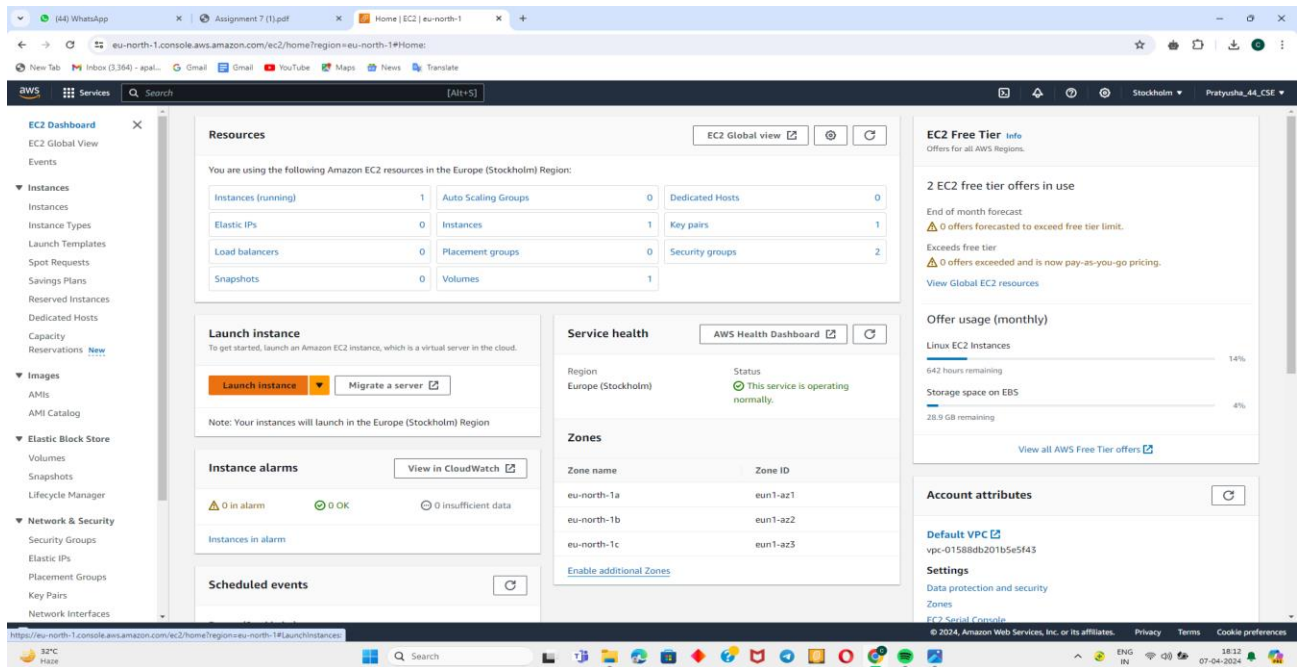 (44) WhatsApp
Assignment 7 (1).pdf
Home | EC2 | eu-north-1
eu-north-1.console.aws.amazon.com/ec2/home?region=eu-north-1#Home:
New Tab
Inbox (3,364) - apal...
Gmail
Gmail
YouTube
Maps
News
Translate
aws
Services
Search
[Alt+S]
Stockholm
Pratyusha_44_CSE
EC2 Dashboard
EC2 Global View
Events
Instances
Instances
Instance Types
Launch Templates
Spot Requests
Savings Plans
Reserved Instances
Dedicated Hosts
Capacity
Reservations New
Images
AMIs
AMI Catalog
Elastic Block Store
Volumes
Snapshots
Lifecycle Manager
Network & Security
Security Groups
Elastic IPs
Placement Groups
Key Pairs
Network Interfaces
Resources
EC2 Global view
You are using the following Amazon EC2 resources in the Europe (Stockholm) Region:
Instances (running) 1 Auto Scaling Groups 0 Dedicated Hosts 0
Elastic IPs 0 Instances 1 Key pairs 1
Load balancers 0 Placement groups 0 Security groups 2
Snapshots 0 Volumes 1
Launch instance
To get started, launch an Amazon EC2 instance, which is a virtual server in the cloud.
Launch instance
Migrate a server
Note: Your instances will launch in the Europe (Stockholm) Region
Instance alarms
View in CloudWatch
0 in alarm
0 OK
0 insufficient data
Instances in alarm
Scheduled events
Service health
AWS Health Dashboard
Region
Europe (Stockholm)
Status
This service is operating
normally.
Zones
Zone name Zone ID
eu-north-1a eun1-az1
eu-north-1b eun1-az2
eu-north-1c eun1-az3
Enable additional Zones
EC2 Free Tier Info
Offers for all AWS Regions.
2 EC2 free tier offers in use
End of month forecast
0 offers forecasted to exceed free tier limit.
Exceeds free tier
0 offers exceeded and is now pay-as-you-go pricing.
View Global EC2 resources
Offer usage (monthly)
Linux EC2 Instances
14%
642 hours remaining
Storage space on EBS
4%
28.9 GB remaining
View all AWS Free Tier offers
Account attributes
Default VPC
vpc-01588db201b5e5f43
Settings
Data protection and security
Zones
EC2 Serial Console
https://eu-north-1.console.aws.amazon.com/ec2/home?region=eu-north-1#LaunchInstances:
© 2024, Amazon Web Services, Inc. or its affiliates.
Privacy
Terms
Cookie preferences
32°C
Haze
Search
ENG
IN
18:12
07-04-2024